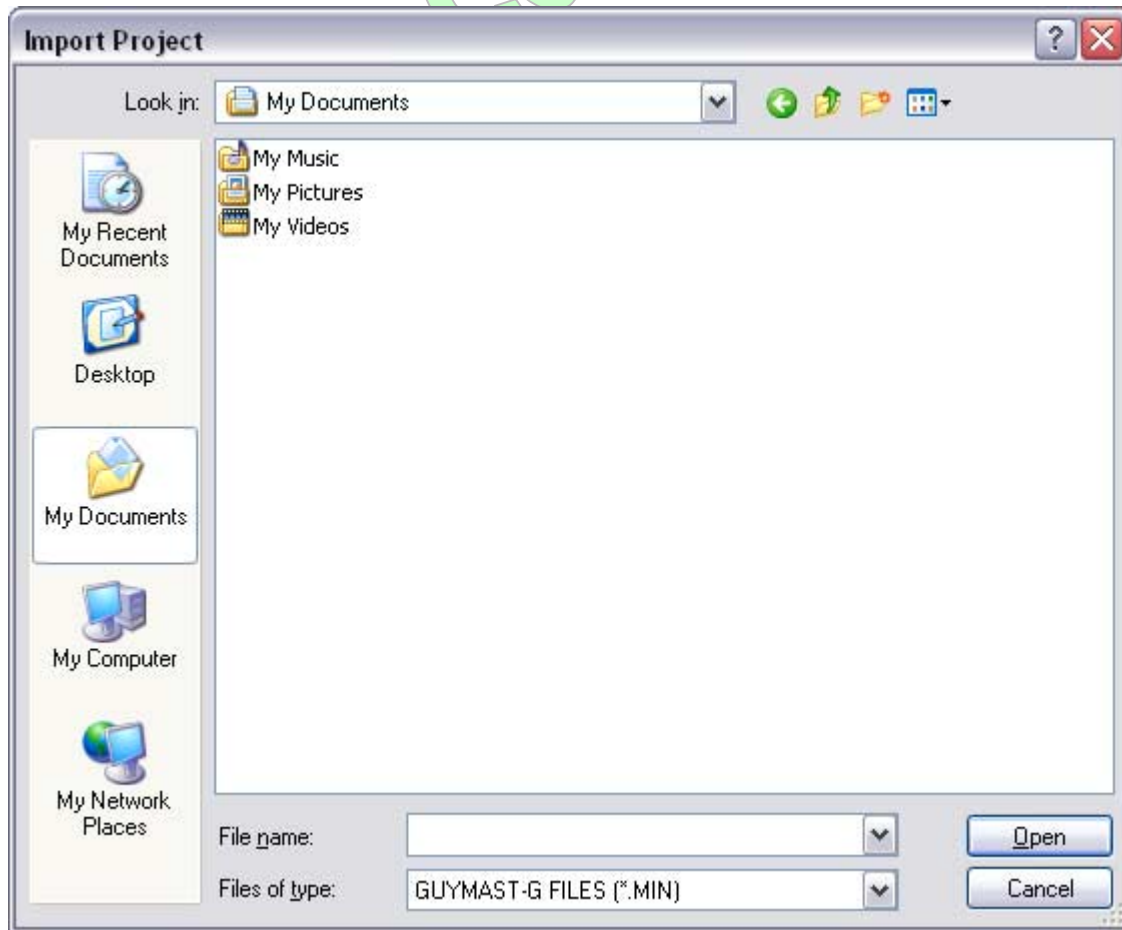 Import Project
Look in: My Documents
My Music
My Pictures
My Videos
My Recent
Documents
Desktop
My Documents
My Computer
My Network
Places
File name:
Open
Files of type: GUYMAST-G FILES (*.MIN)
Cancel